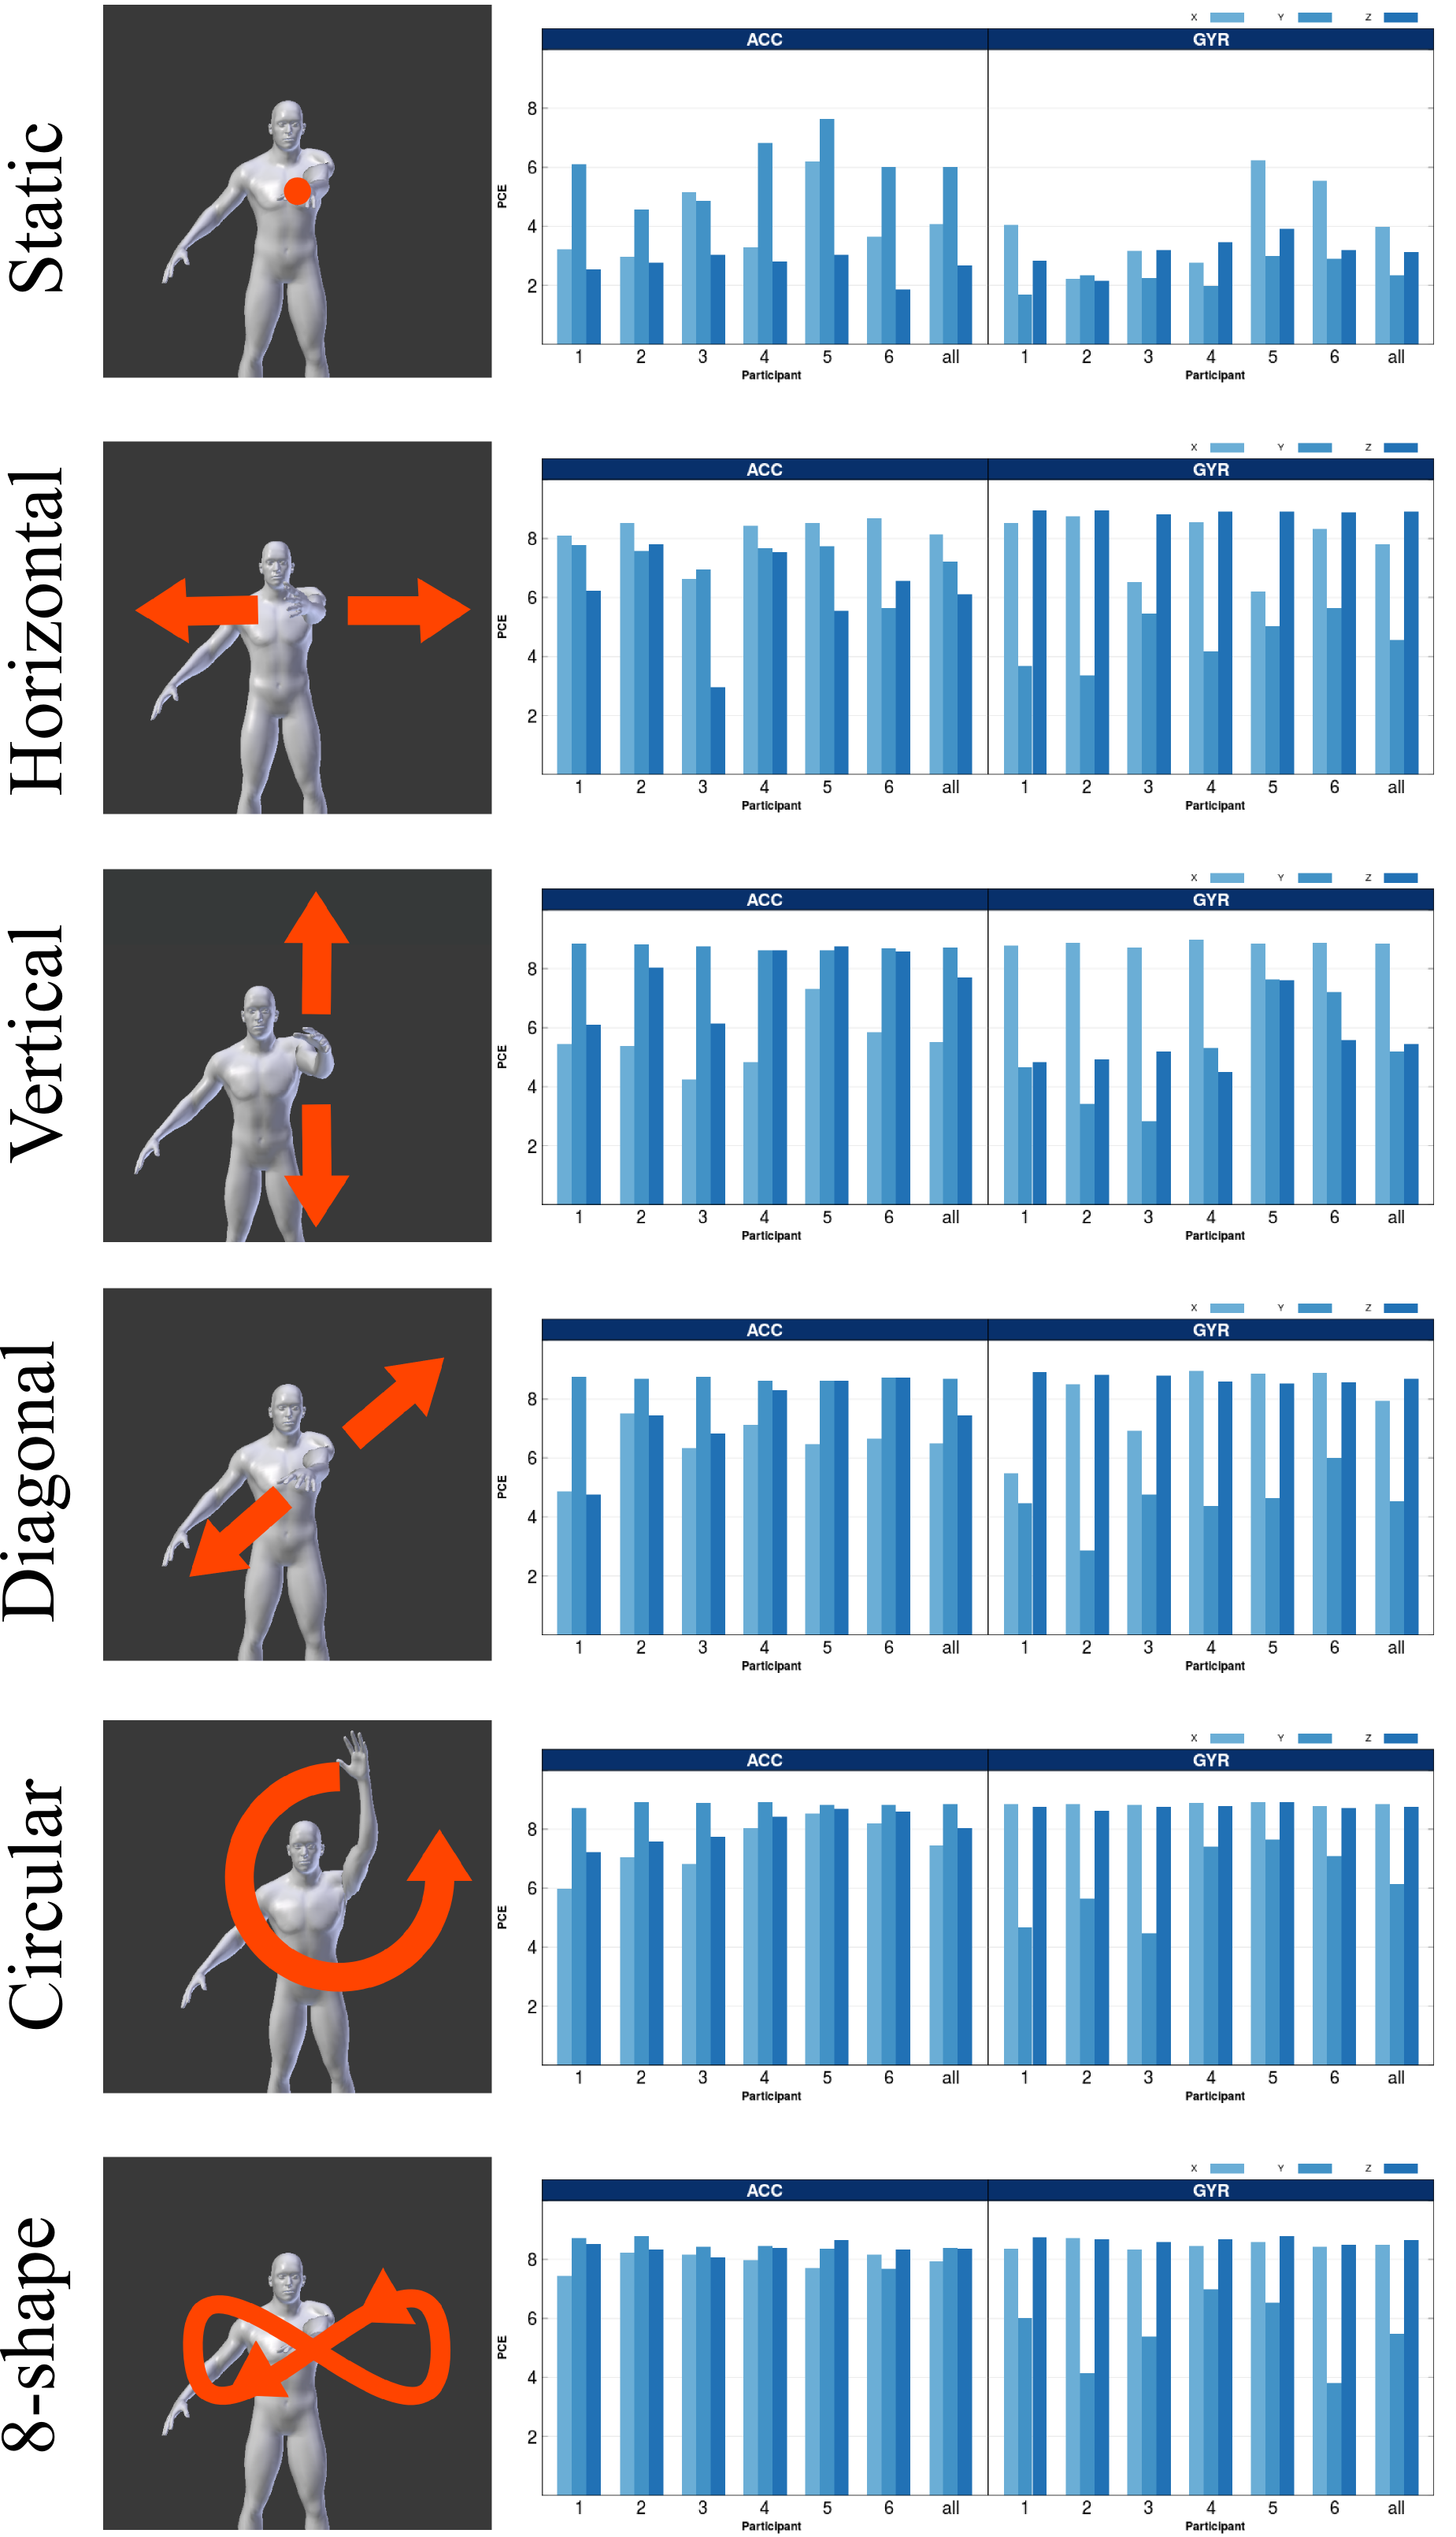 Static
X Y Z
ACC GYR
PCE
8
6
4
2
1 2 3 4 5 6 all 1 2 3 4 5 6 all
Participant Participant
Horizontal
X Y Z
ACC GYR
PCE
8
6
4
2
1 2 3 4 5 6 all 1 2 3 4 5 6 all
Participant Participant
Vertical
X Y Z
ACC GYR
PCE
8
6
4
2
1 2 3 4 5 6 all 1 2 3 4 5 6 all
Participant Participant
Diagonal
X Y Z
ACC GYR
PCE
8
6
4
2
1 2 3 4 5 6 all 1 2 3 4 5 6 all
Participant Participant
Circular
X Y Z
ACC GYR
PCE
8
6
4
2
1 2 3 4 5 6 all 1 2 3 4 5 6 all
Participant Participant
8-shape
X Y Z
ACC GYR
PCE
8
6
4
2
1 2 3 4 5 6 all 1 2 3 4 5 6 all
Participant Participant